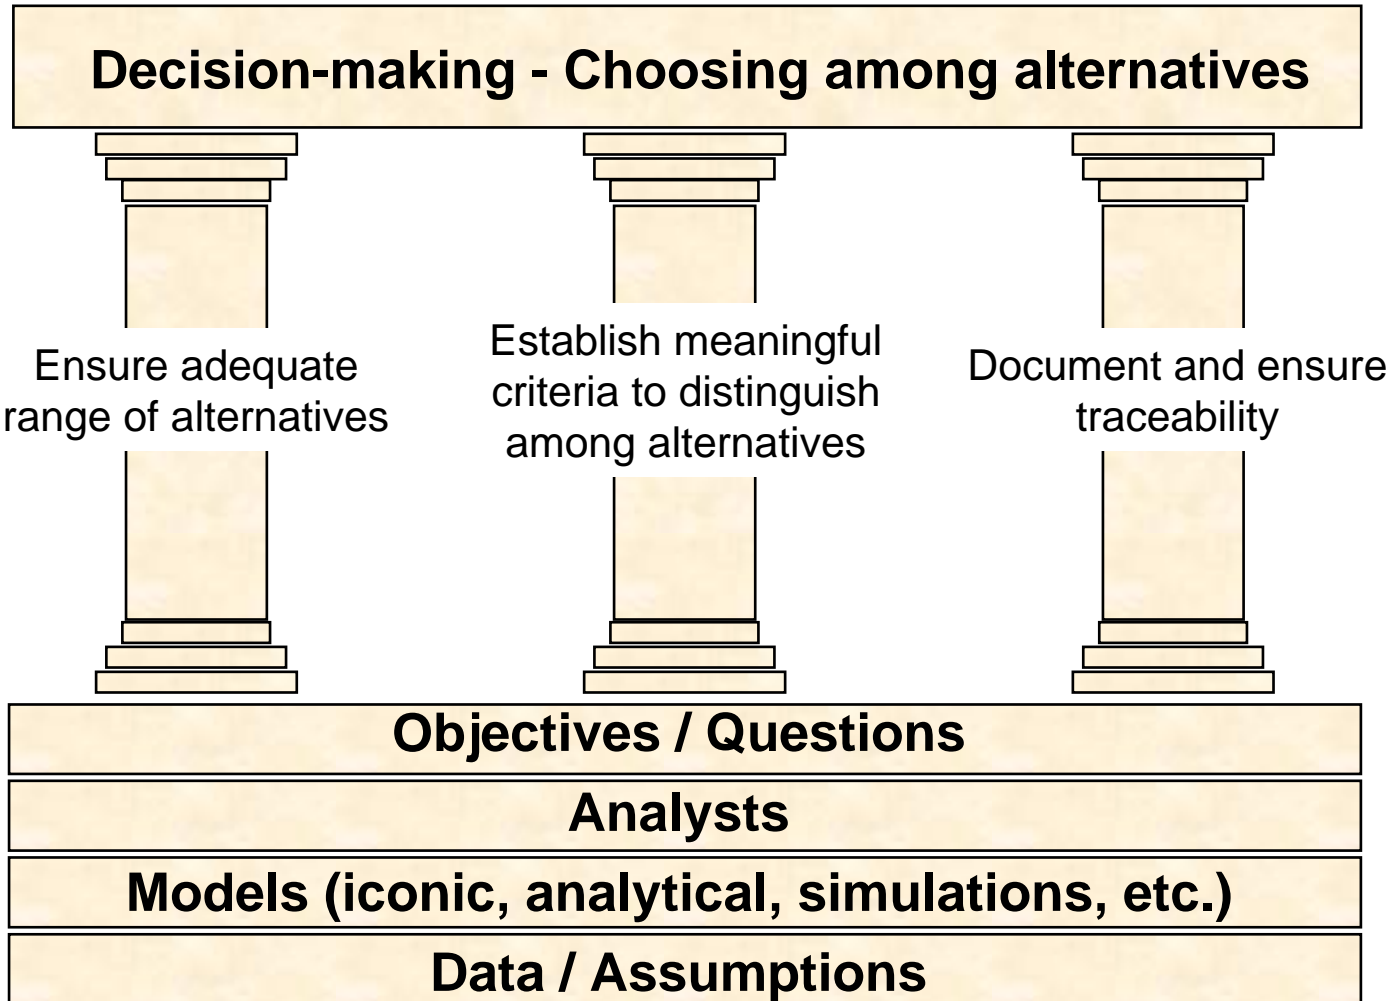 Decision-making - Choosing among alternatives
Ensure adequate
range of alternatives
Establish meaningful
criteria to distinguish
among alternatives
Document and ensure
traceability
Objectives / Questions
Analysts
Models (iconic, analytical, simulations, etc.)
Data / Assumptions